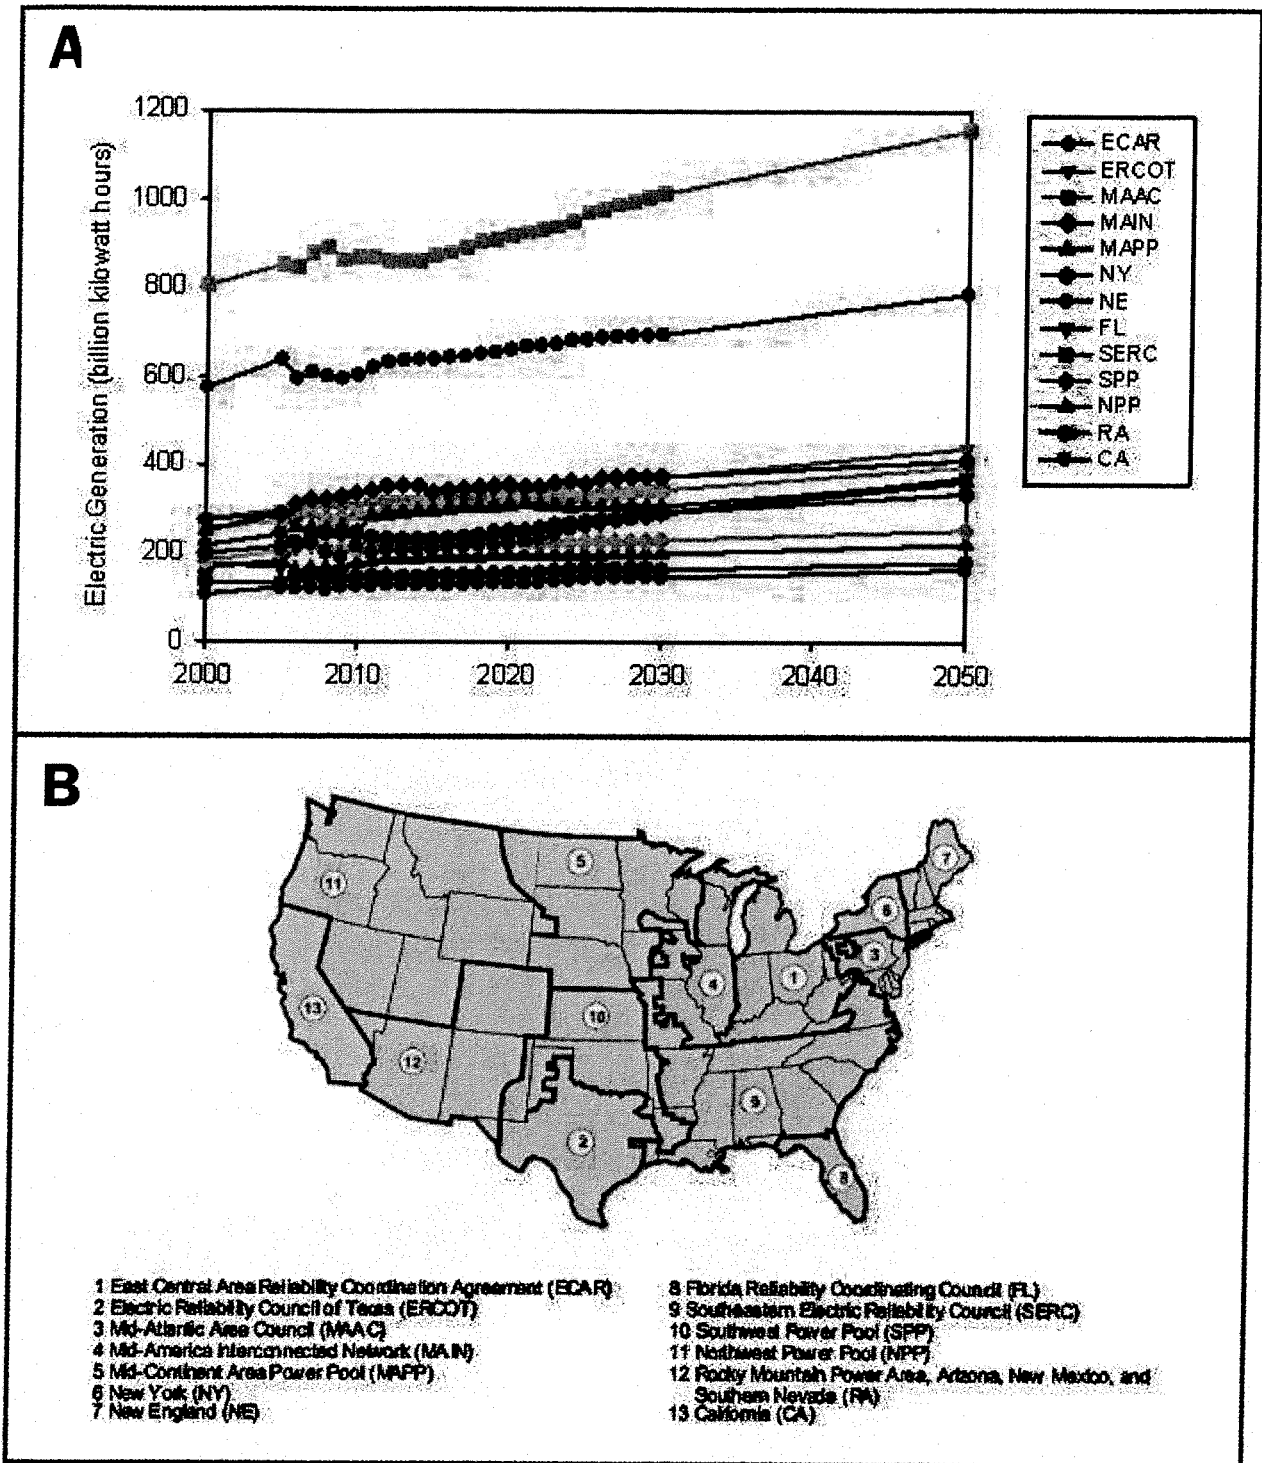 A
1200
1000
800
600
400
200
0
Electric Generation (billion kilowatt hours)
2000 2010 2020 2030 2040 2050
ECAR
ERCOT
MAAC
MAIN
MAPP
NY
NE
FL
SERC
SPP
NPP
RA
CA
B
5
7
11
6
3
4
1
13
10
12
9
2
8
1 East Central Area Reliability Coordination Agreement (ECAR)
2 Electric Reliability Council of Texas (ERCOT)
3 Mid-Atlantic Area Council (MAAC)
4 Mid-America Interconnected Network (MAIN)
5 Mid-Continent Area Power Pool (MAPP)
6 New York (NY)
7 New England (NE)
8 Florida Reliability Coordinating Council (FL)
9 Southeastern Electric Reliability Council (SERC)
10 Southwest Power Pool (SPP)
11 Northwest Power Pool (NPP)
12 Rocky Mountain Power Area, Arizona, New Mexico, and
Southern Nevada (RA)
13 California (CA)